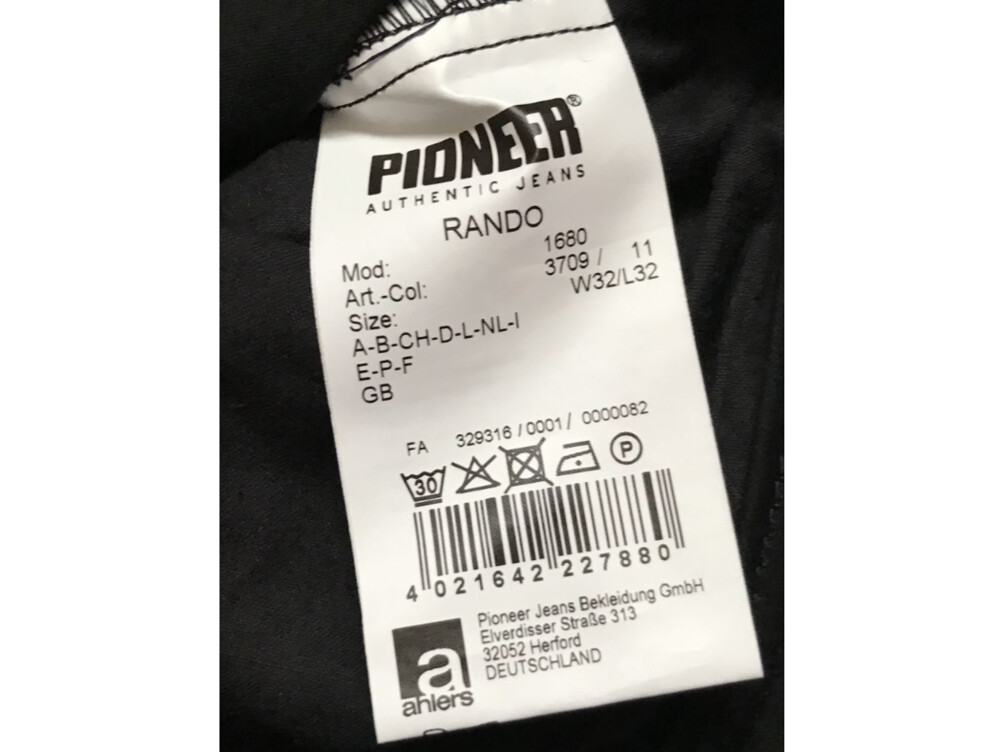 PIONEER®
AUTHENTIC JEANS
RANDO
Mod: 1680
Art.-Col: 3709 / 11
Size: W32/L32
A-B-CH-D-L-NL-I
E-P-F
GB
FA 329316 / 0001 / 0000082
30 P
4 021642 227880
Pioneer Jeans Bekleidung GmbH
Elverdisser Straße 313
32052 Herford
DEUTSCHLAND
a
ahlers